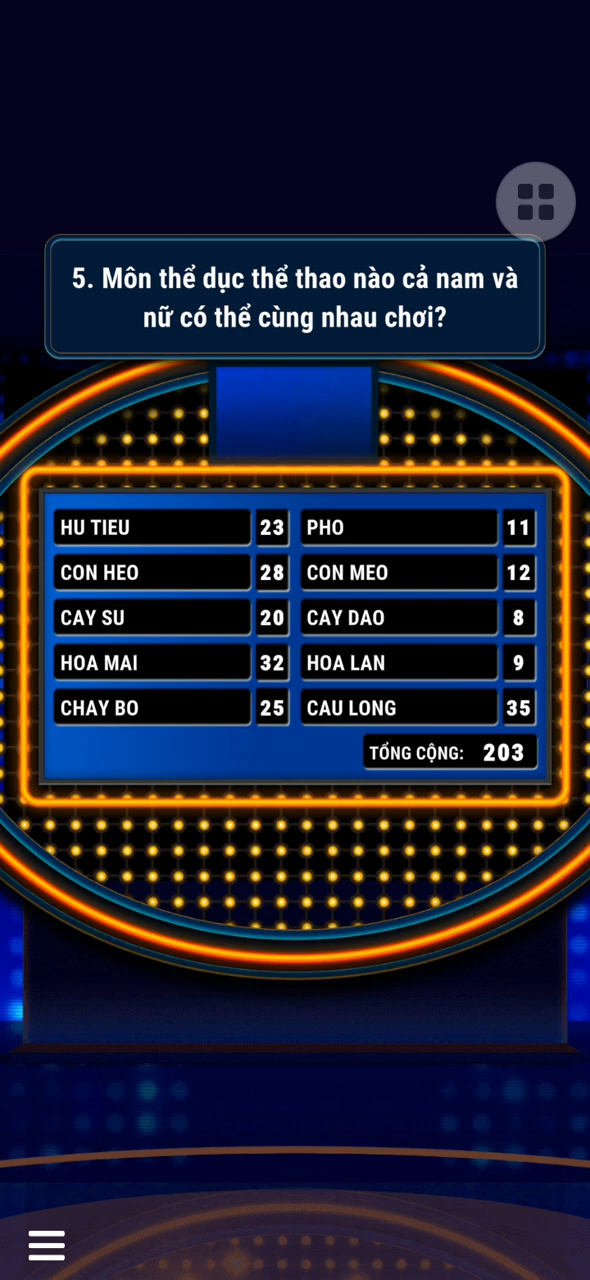 5. Môn thể dục thể thao nào cả nam và
nữ có thể cùng nhau chơi?
HU TIEU 23 PHO 11
CON HEO 28 CON MEO 12
CAY SU 20 CAY DAO 8
HOA MAI 32 HOA LAN 9
CHAY BO 25 CAU LONG 35
TỔNG CỘNG: 203